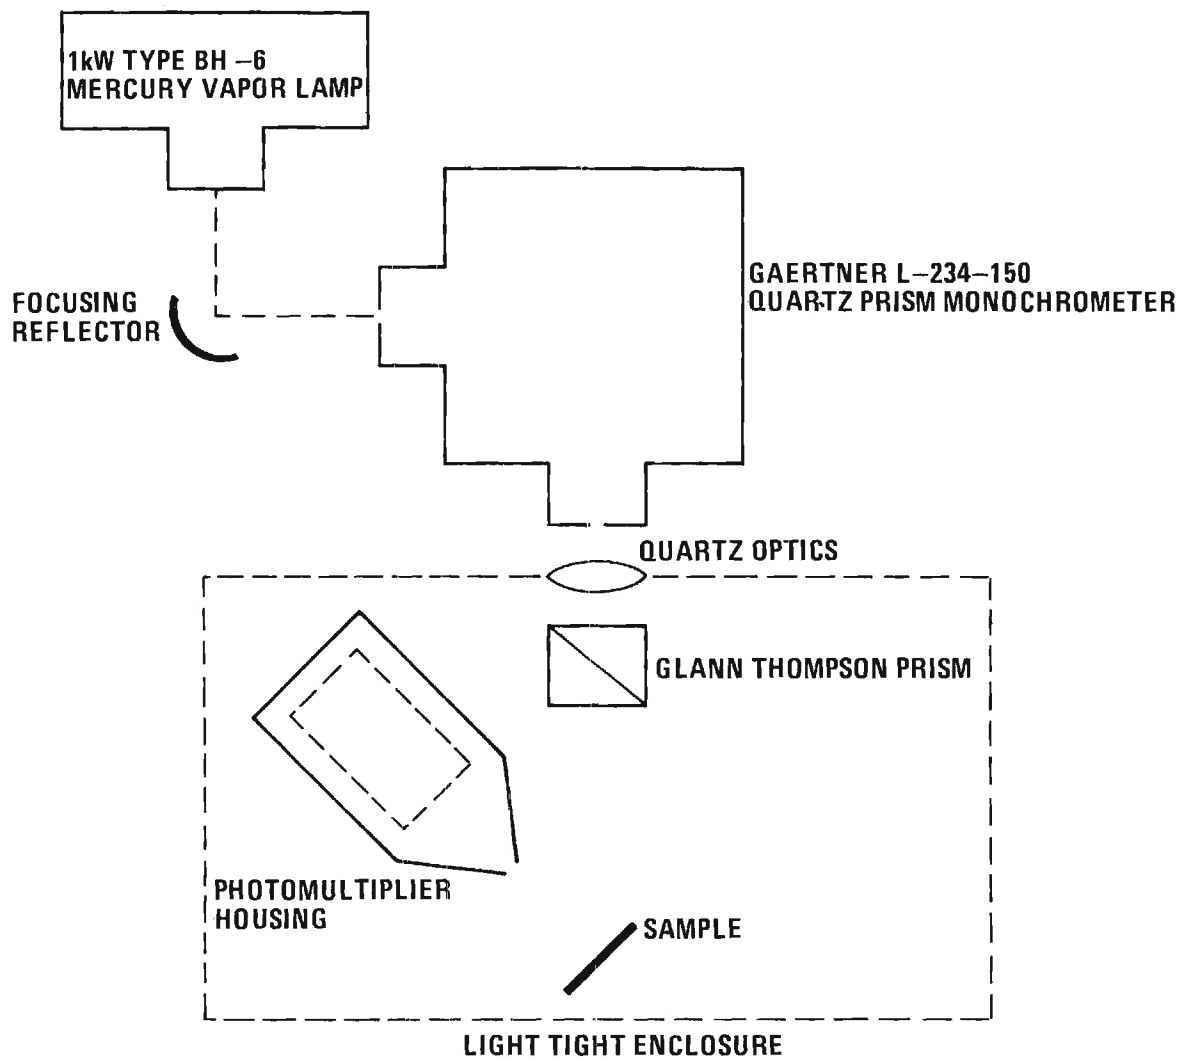 1kW TYPE BH –6
MERCURY VAPOR LAMP
FOCUSING
REFLECTOR
GAERTNER L–234–150
QUARTZ PRISM MONOCHROMETER
QUARTZ OPTICS
GLANN THOMPSON PRISM
PHOTOMULTIPLIER
HOUSING
SAMPLE
LIGHT TIGHT ENCLOSURE